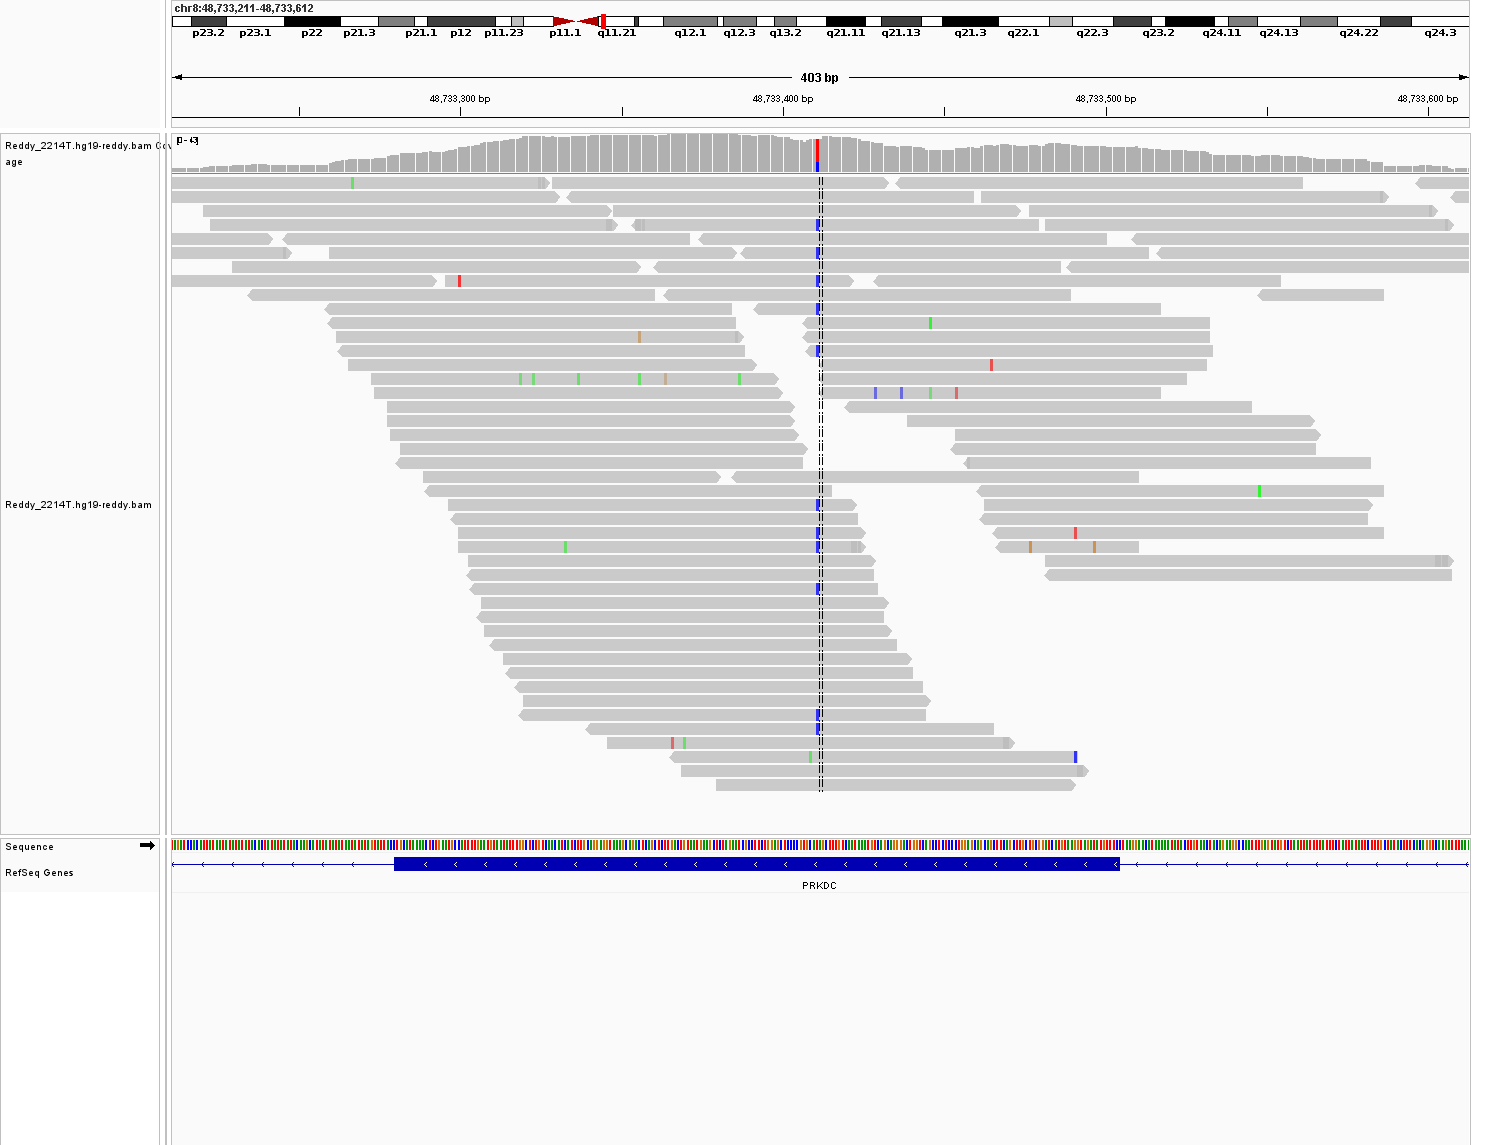 chr8:48,733,211-48,733,612
p23.2 p23.1 p22 p21.3 p21.1 p12 p11.23 p11.1 q11.21 q12.1 q12.3 q13.2 q21.11 q21.13 q21.3 q22.1 q22.3 q23.2 q24.11 q24.13 q24.22 q24.3
403 bp
48,733,300 bp 48,733,400 bp 48,733,500 bp 48,733,600 bp
Reddy_2214T.hg19-reddy.bam Cov
age
[0 - 43]
Reddy_2214T.hg19-reddy.bam
Sequence
RefSeq Genes
PRKDC